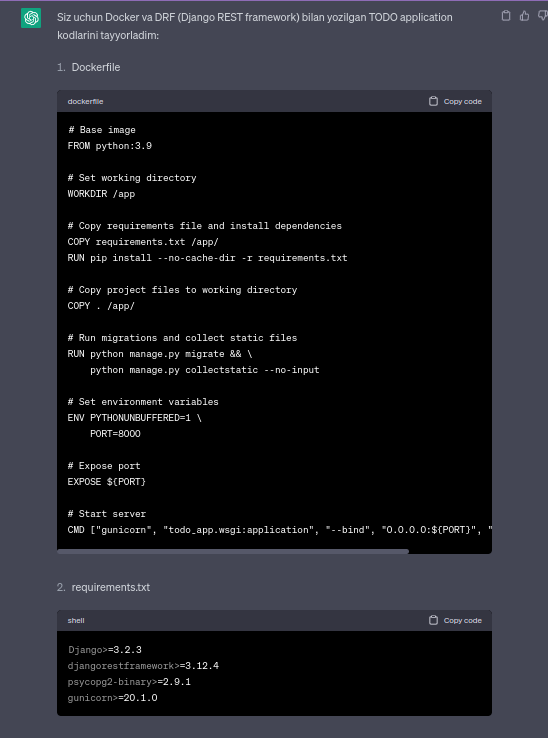 Siz uchun Docker va DRF (Django REST framework) bilan yozilgan TODO application
kodlarini tayyorladim:
1. Dockerfile
dockerfile
Copy code
# Base image
FROM python:3.9
# Set working directory
WORKDIR /app
# Copy requirements file and install dependencies
COPY requirements.txt /app/
RUN pip install --no-cache-dir -r requirements.txt
# Copy project files to working directory
COPY . /app/
# Run migrations and collect static files
RUN python manage.py migrate && \
    python manage.py collectstatic --no-input
# Set environment variables
ENV PYTHONUNBUFFERED=1 \
    PORT=8000
# Expose port
EXPOSE ${PORT}
# Start server
CMD ["gunicorn", "todo_app.wsgi:application", "--bind", "0.0.0.0:${PORT}", "
2. requirements.txt
shell
Copy code
Django>=3.2.3
djangorestframework>=3.12.4
psycopg2-binary>=2.9.1
gunicorn>=20.1.0